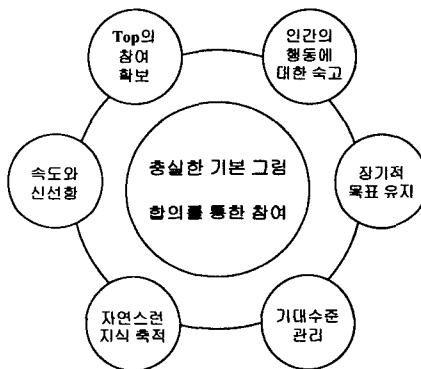 Top의
참여
확보
인간의
행동에
대한 숙고
속도와
신선함
충실한 기본 그림
합의를 통한 참여
장기적
목표 유지
자연스런
지식 축적
기대수준
관리